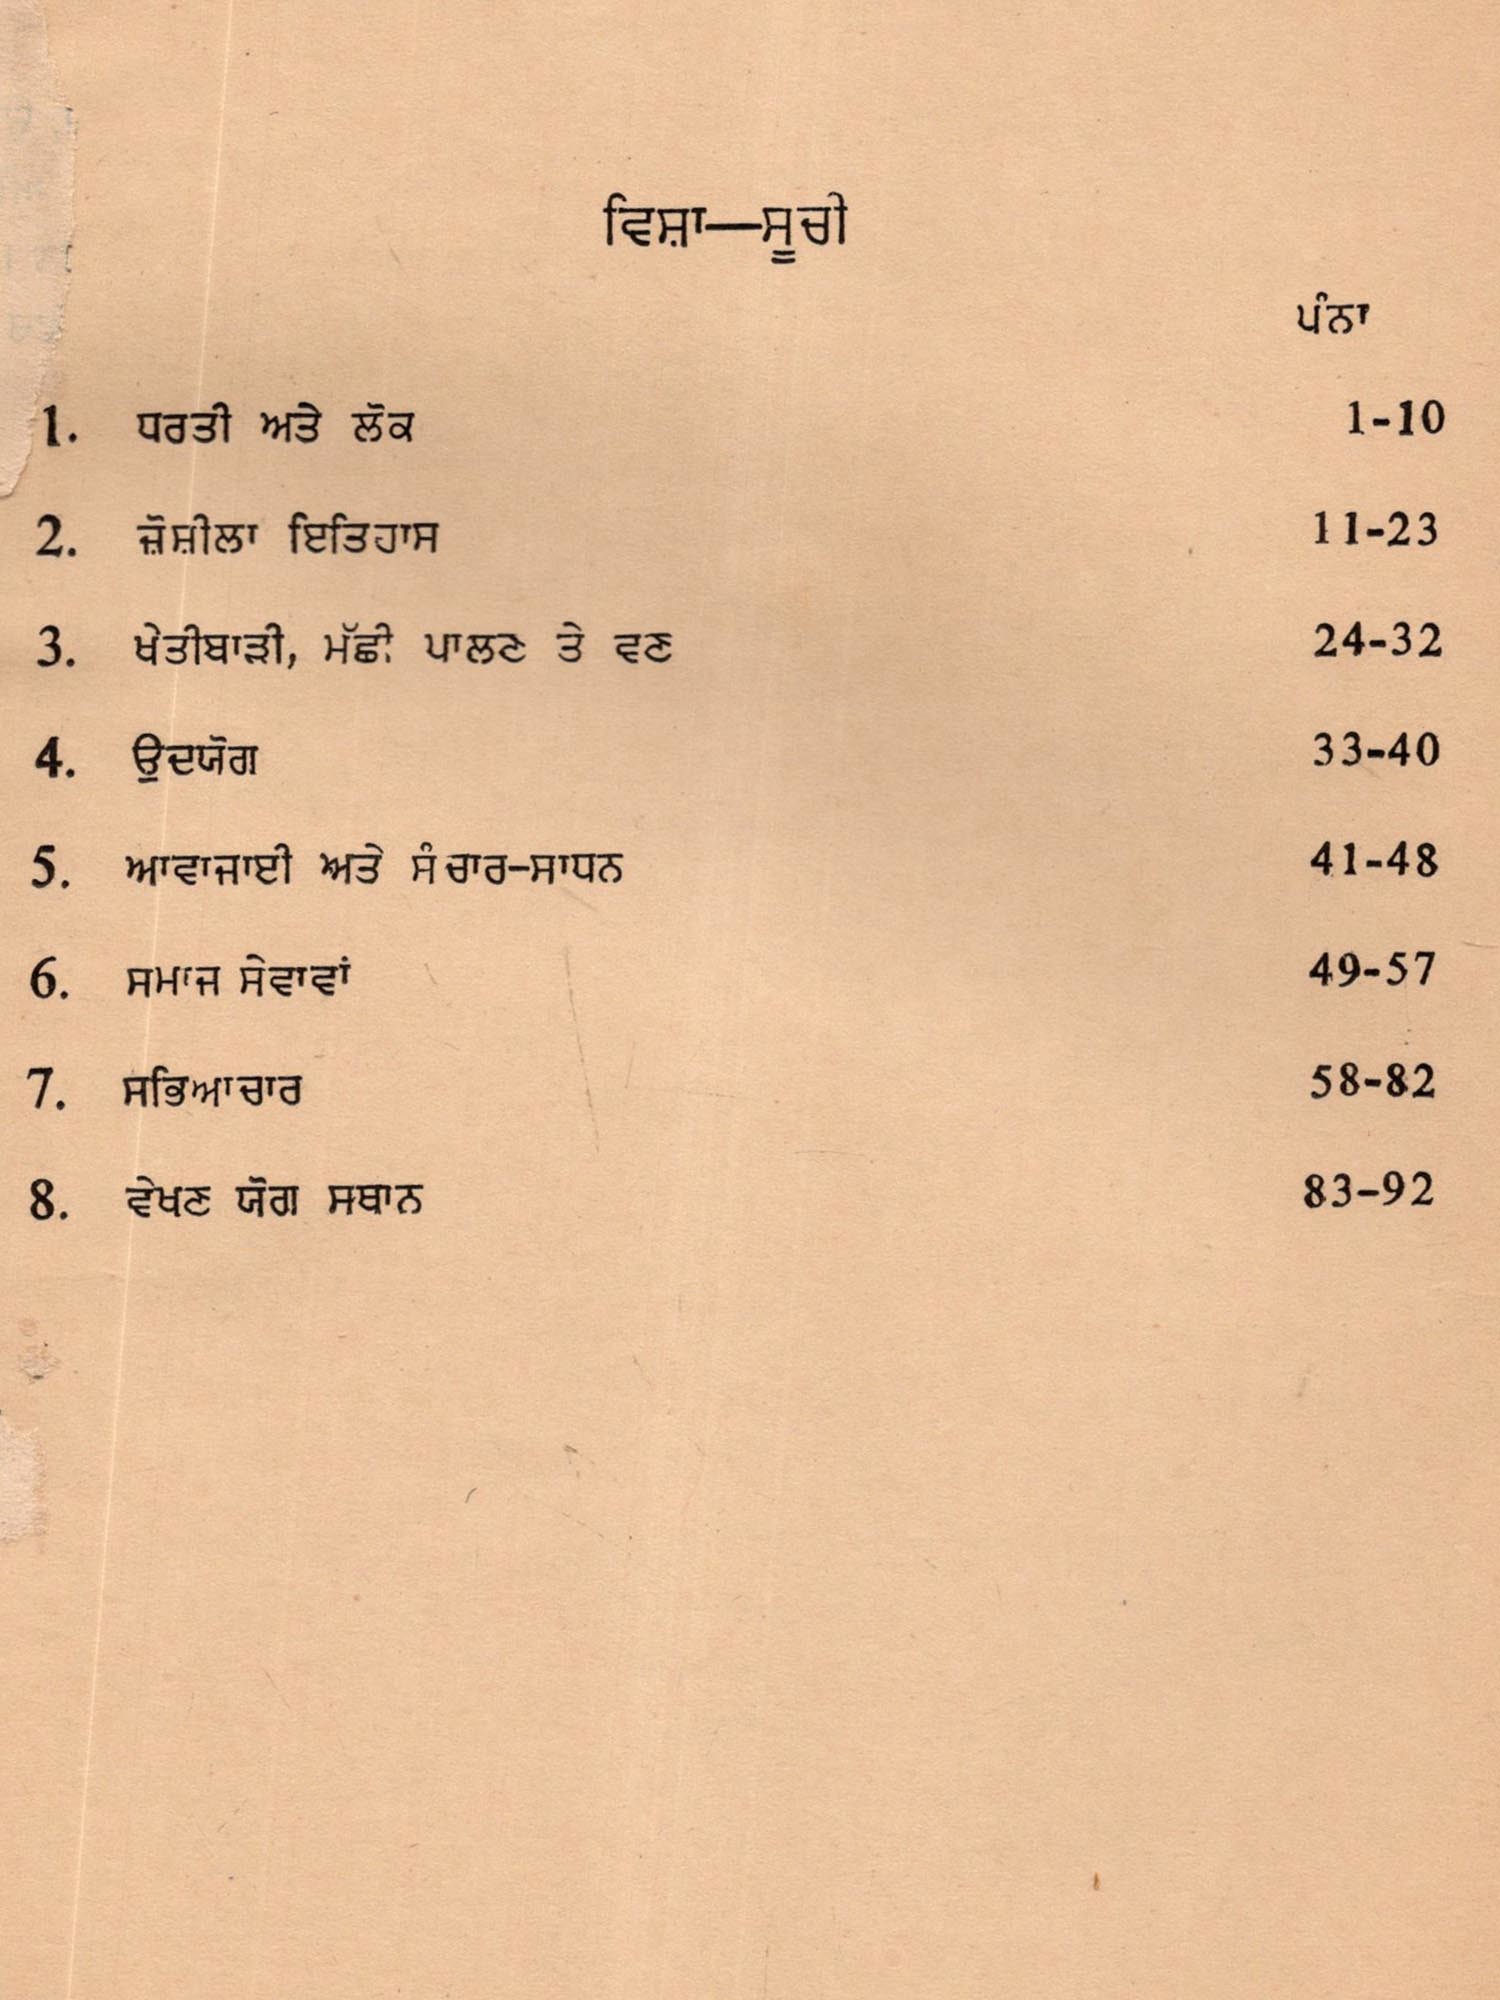 ਵਿਸ਼ਾ—ਸੂਚੀ
ਪੰਨਾ
1. ਧਰਤੀ ਅਤੇ ਲੋਕ 1-10
2. ਜ਼ੋਸ਼ੀਲਾ ਇਤਿਹਾਸ 11-23
3. ਖੇਤੀਬਾੜੀ, ਮੱਛੀ ਪਾਲਣ ਤੇ ਵਣ 24-32
4. ਉਦਯੋਗ 33-40
5. ਆਵਾਜਾਈ ਅਤੇ ਸੰਚਾਰ-ਸਾਧਨ 41-48
6. ਸਮਾਜ ਸੇਵਾਵਾਂ 49-57
7. ਸਭਿਆਚਾਰ 58-82
8. ਵੇਖਣ ਯੋਗ ਸਥਾਨ 83-92